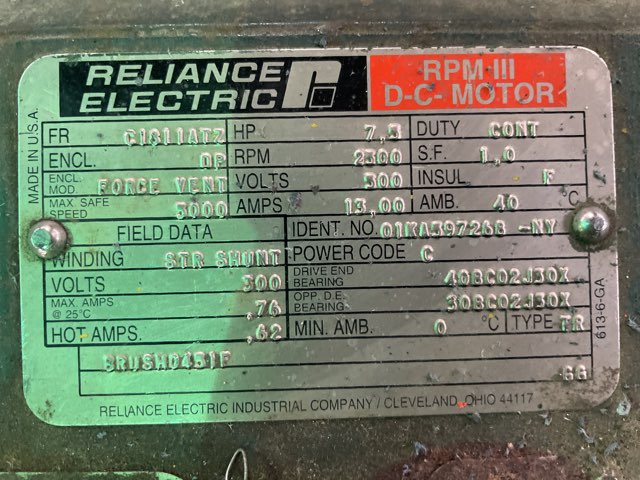 RELIANCE ELECTRIC
RPM III D-C- MOTOR
MADE IN U.S.A.
FR C1811ATZ HP 7,5 DUTY CONT
ENCL. DP RPM 2300 S.F. 1,0
ENCL. MOD. FORCE VENT VOLTS 500 INSUL F
MAX. SAFE SPEED 3000 AMPS 13,00 AMB. 40 °C
FIELD DATA IDENT. NO. 01KA397268 -NY
WINDING STR SHUNT POWER CODE C
VOLTS 300 DRIVE END BEARING 40BC02J30X
MAX. AMPS @ 25°C ,76 OPP. D.E. BEARING 30BC02J30X
HOT AMPS. ,62 MIN. AMB. 0 °C TYPE TR
613-6-GA
BRUSH0451F
GG
RELIANCE ELECTRIC INDUSTRIAL COMPANY / CLEVELAND, OHIO 44117